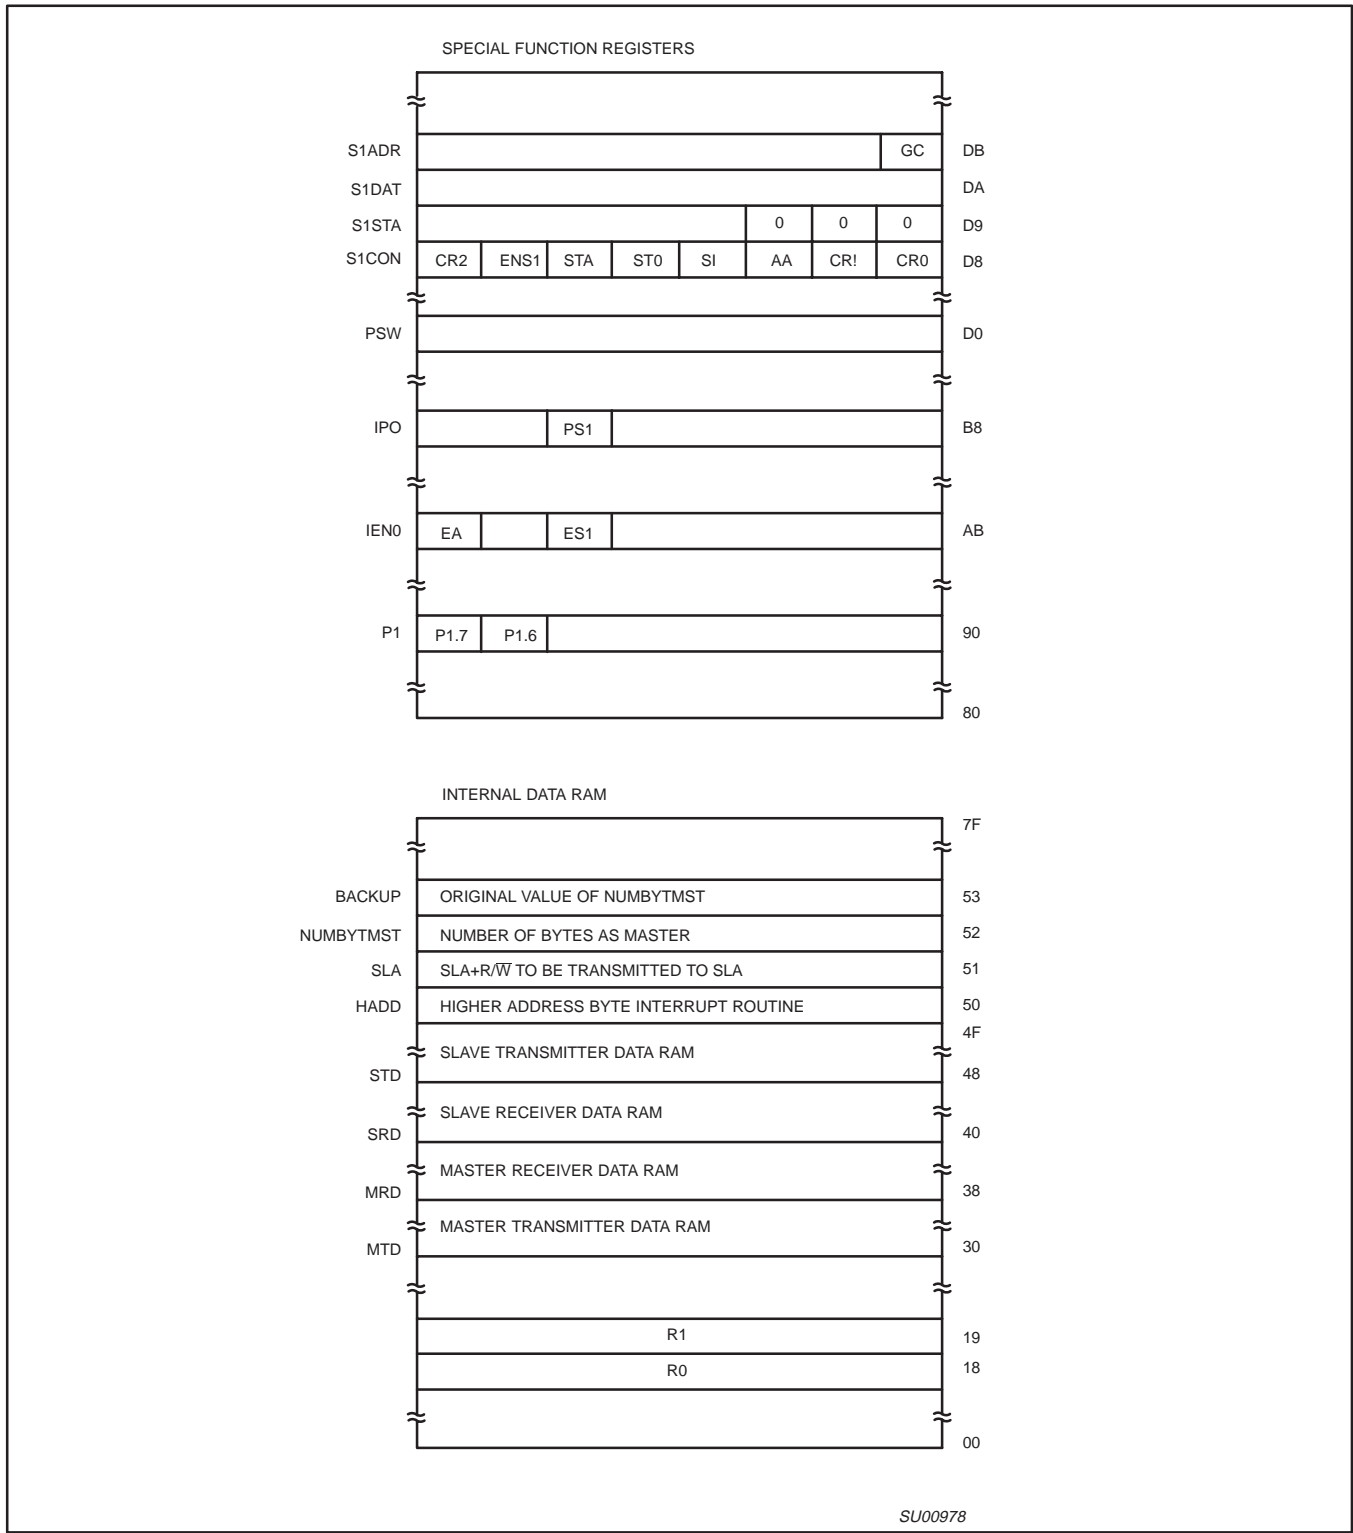 SPECIAL FUNCTION REGISTERS
S1ADR GC DB
S1DAT DA
S1STA 0 0 0 D9
S1CON CR2 ENS1 STA ST0 SI AA CR! CR0 D8
PSW D0
IPO PS1 B8
IEN0 EA ES1 AB
P1 P1.7 P1.6 90
80
INTERNAL DATA RAM
7F
BACKUP ORIGINAL VALUE OF NUMBYTMST 53
NUMBYTMST NUMBER OF BYTES AS MASTER 52
SLA SLA+R/W̅ TO BE TRANSMITTED TO SLA 51
HADD HIGHER ADDRESS BYTE INTERRUPT ROUTINE 50
4F
SLAVE TRANSMITTER DATA RAM
STD 48
SLAVE RECEIVER DATA RAM
SRD 40
MASTER RECEIVER DATA RAM
MRD 38
MASTER TRANSMITTER DATA RAM
MTD 30
R1 19
R0 18
00
SU00978